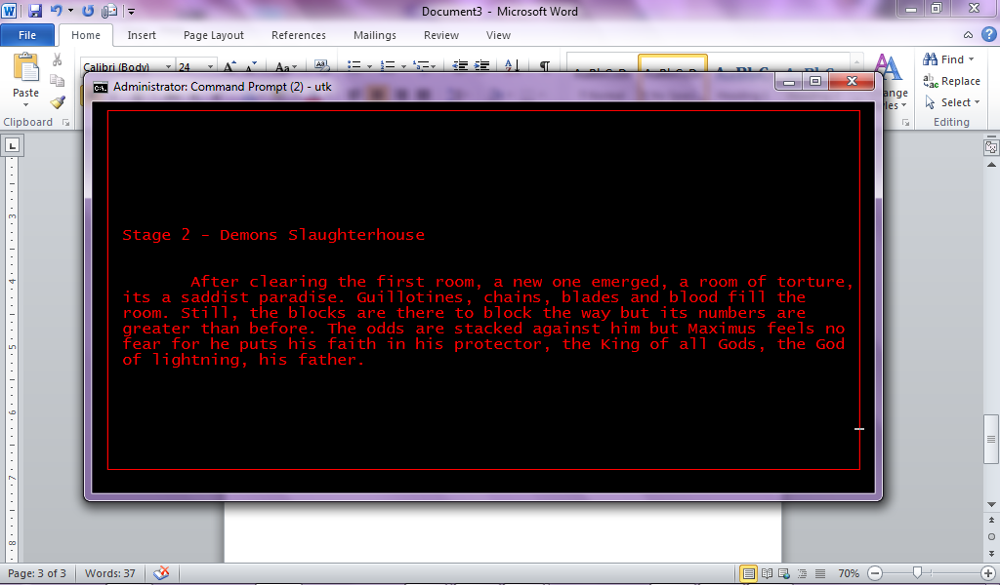 Document3 - Microsoft Word
File Home Insert Page Layout References Mailings Review View
Calibri (Body) 24
Paste
Clipboard
Find
Replace
Select
Editing
Administrator: Command Prompt (2) - utk
Stage 2 - Demons Slaughterhouse
After clearing the first room, a new one emerged, a room of torture,
its a saddist paradise. Guillotines, chains, blades and blood fill the
room. Still, the blocks are there to block the way but its numbers are
greater than before. The odds are stacked against him but Maximus feels no
fear for he puts his faith in his protector, the King of all Gods, the God
of lightning, his father.
Page: 3 of 3 Words: 37 70%